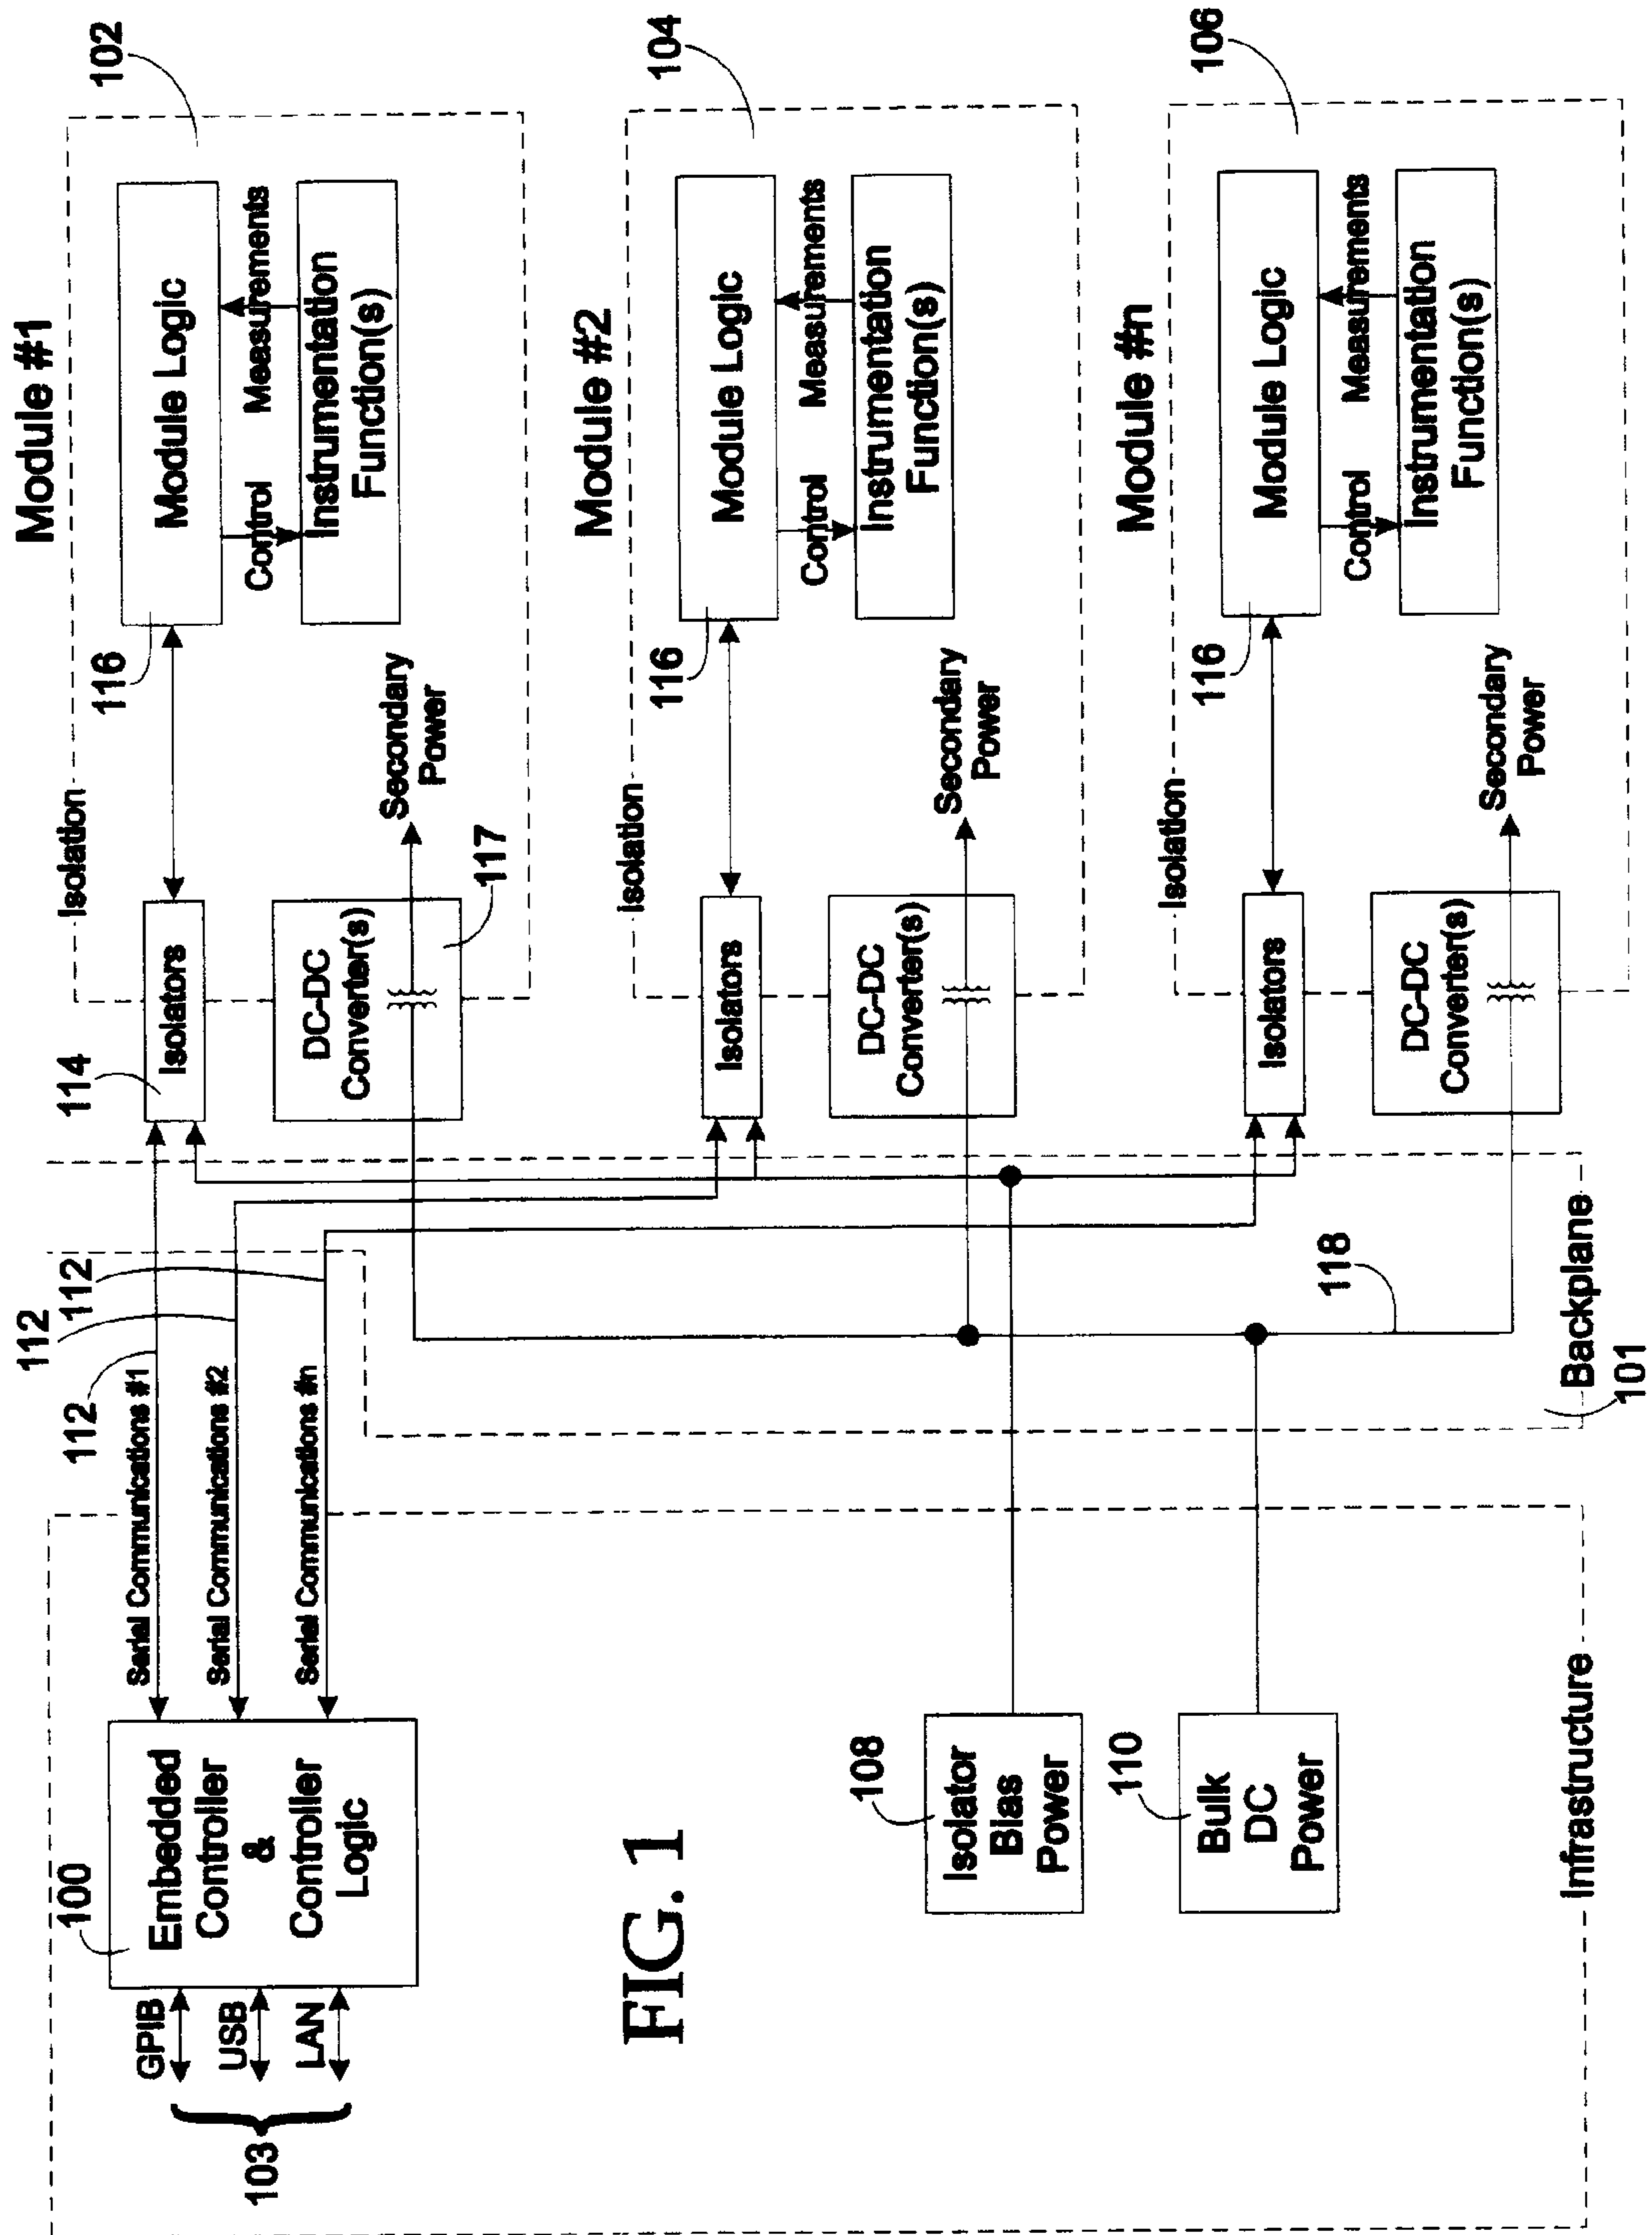 100
Embedded
Controller
&
Controller
Logic
GPIB
USB
LAN
103
Serial Communications #1
Serial Communications #2
Serial Communications #n
112
112
112
FIG. 1
108
Isolator
Bias
Power
110
Bulk
DC
Power
Infrastructure
118
Backplane
101
Module #1
102
Isolation
114
Isolators
116
Module Logic
Control
Measurements
Instrumentation
Function(s)
DC-DC
Converter(s)
117
Secondary
Power
Module #2
104
Isolation
Isolators
116
Module Logic
Control
Measurements
Instrumentation
Function(s)
DC-DC
Converter(s)
Secondary
Power
Module #n
106
Isolation
Isolators
116
Module Logic
Control
Measurements
Instrumentation
Function(s)
DC-DC
Converter(s)
Secondary
Power